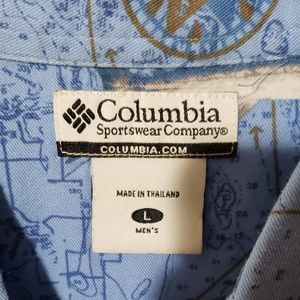 Columbia
Sportswear Company®
COLUMBIA.COM
MADE IN THAILAND
L
MEN'S